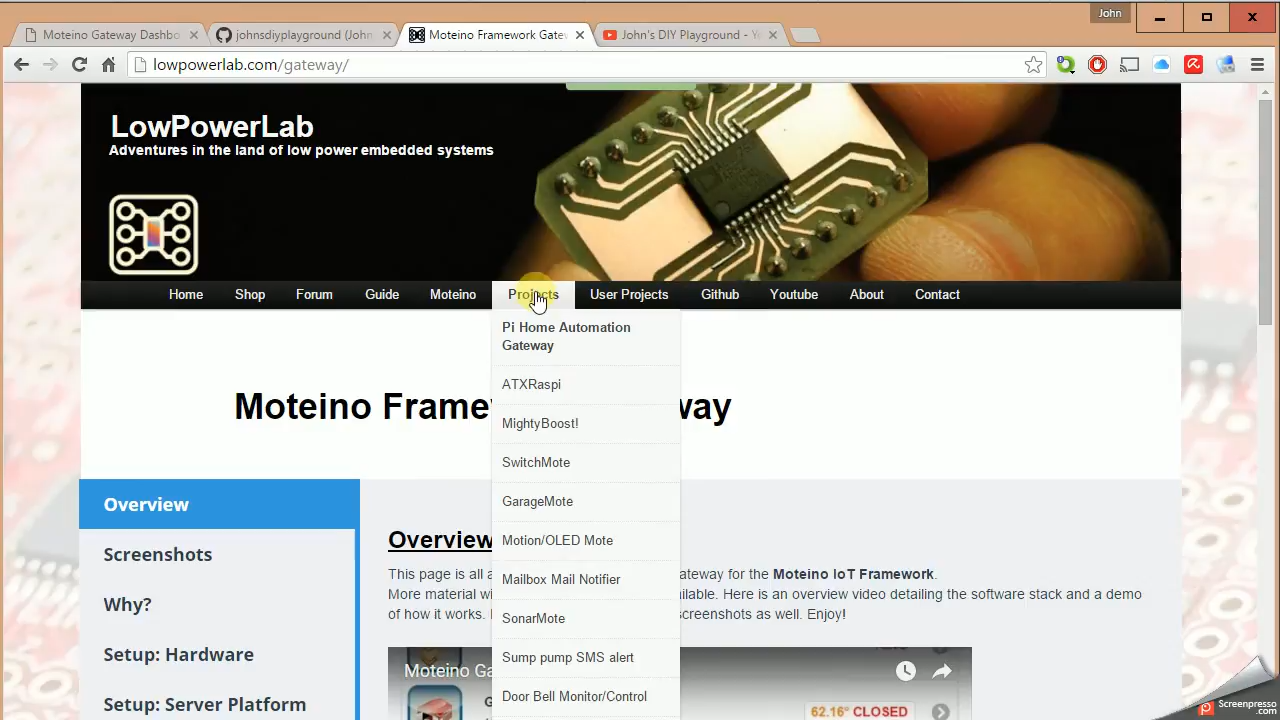 John
Moteino Gateway Dashbo
johnsdiyplayground (John
Moteino Framework Gate
John's DIY Playground - Y
lowpowerlab.com/gateway/
LowPowerLab
Adventures in the land of low power embedded systems
Home Shop Forum Guide Moteino Projects User Projects Github Youtube About Contact
Pi Home Automation
Gateway
ATXRaspi
MightyBoost!
SwitchMote
GarageMote
Motion/OLED Mote
Mailbox Mail Notifier
SonarMote
Sump pump SMS alert
Door Bell Monitor/Control
Moteino Frame way
Overview
Screenshots
Why?
Setup: Hardware
Setup: Server Platform
Overview
This page is all a gateway for the Moteino IoT Framework.
More material wi ailable. Here is an overview video detailing the software stack and a demo
of how it works. screenshots as well. Enjoy!
Moteino Ga
62.16° CLOSED
Screenpresso
.com